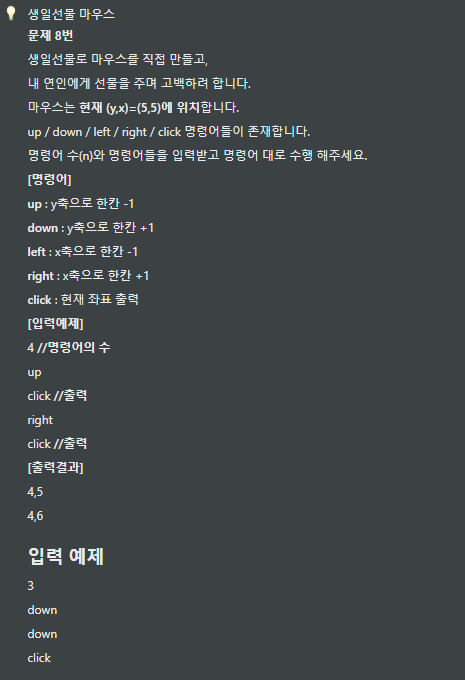 생일선물 마우스
문제 8번
생일선물로 마우스를 직접 만들고,
내 연인에게 선물을 주며 고백하려 합니다.
마우스는 현재 (y,x)=(5,5)에 위치합니다.
up / down / left / right / click 명령어들이 존재합니다.
명령어 수(n)와 명령어들을 입력받고 명령어 대로 수행 해주세요.
[명령어]
up : y축으로 한칸 -1
down : y축으로 한칸 +1
left : x축으로 한칸 -1
right : x축으로 한칸 +1
click : 현재 좌표 출력
[입력예제]
4 //명령어의 수
up
click //출력
right
click //출력
[출력결과]
4,5
4,6
입력 예제
3
down
down
click